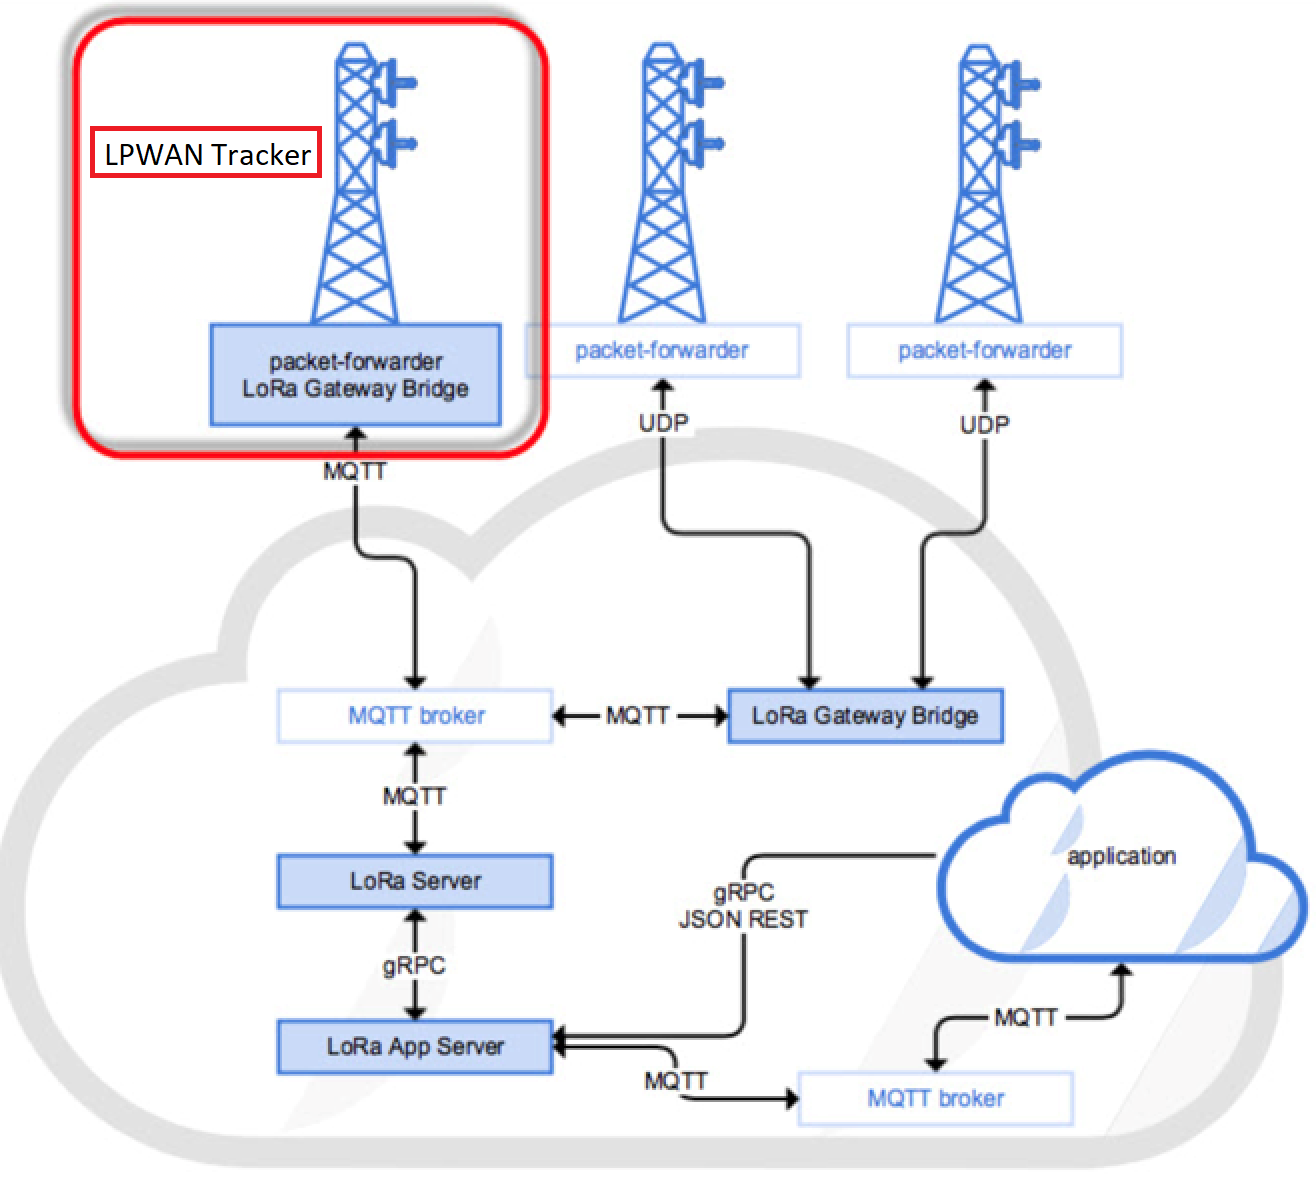 LPWAN Tracker
packet-forwarder
LoRa Gateway Bridge
packet-forwarder
packet-forwarder
UDP
UDP
MQTT
MQTT broker
MQTT
LoRa Gateway Bridge
MQTT
application
LoRa Server
gRPC
JSON REST
gRPC
MQTT
LoRa App Server
MQTT
MQTT broker